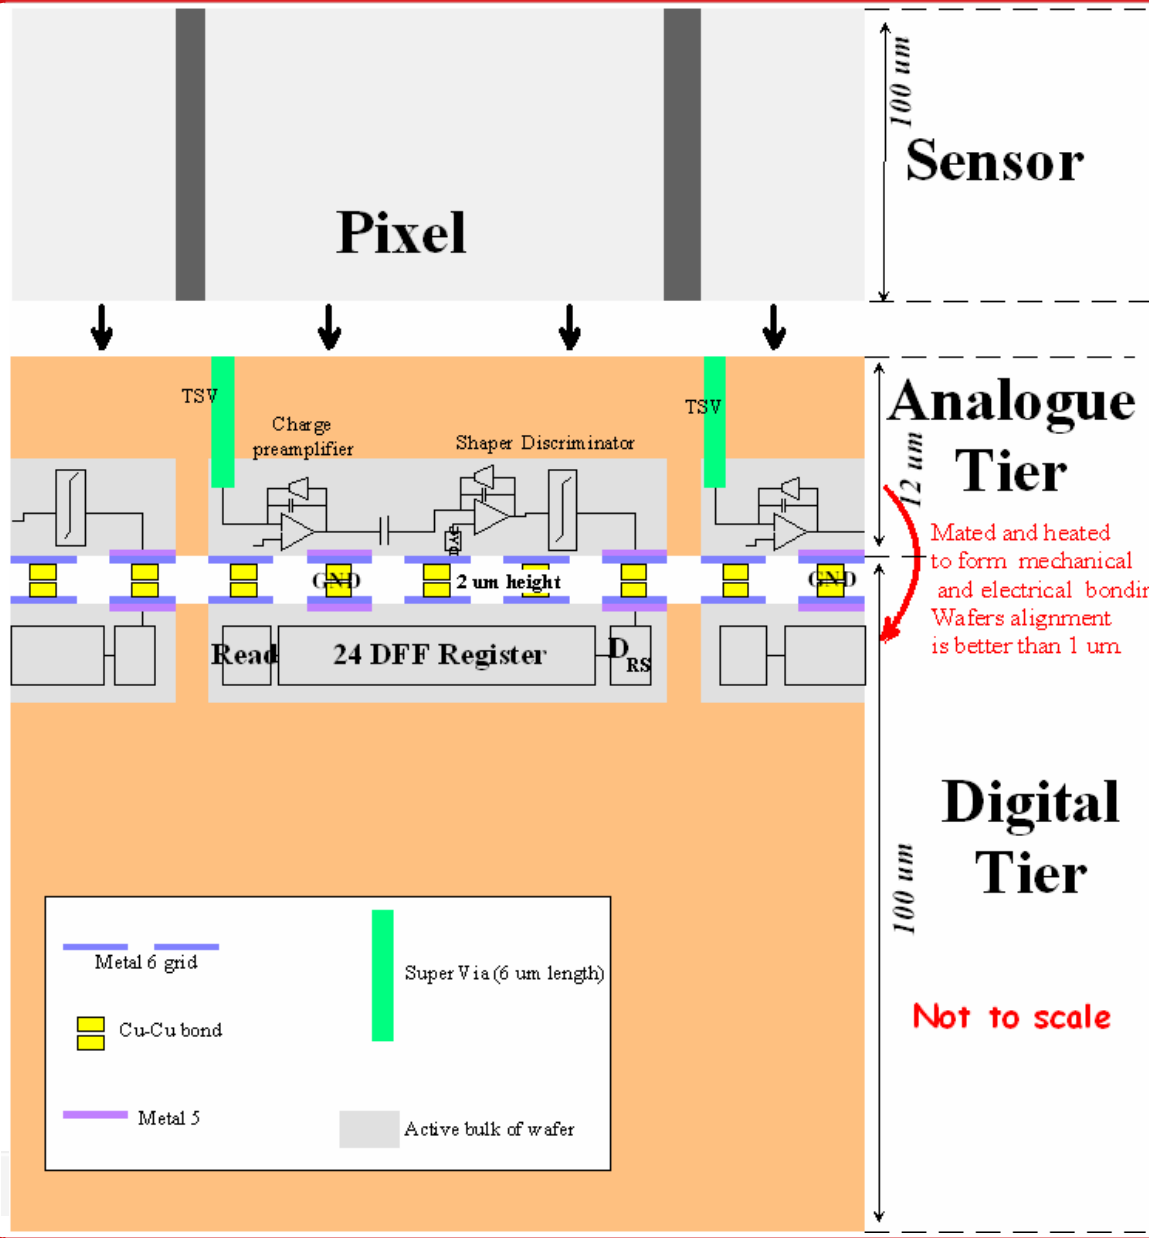 100 um
Sensor
Pixel
TSV
Charge
preamplifier
Shaper Discriminator
TSV
Analogue
Tier
12 um
DAC
Mated and heated
to form mechanical
and electrical bondin
Wafers alignment
is better than 1 um
GND
2 um height
GND
Read
24 DFF Register
DRS
Digital
Tier
100 um
Metal 6 grid
Super Via (6 um length)
Cu-Cu bond
Metal 5
Active bulk of wafer
Not to scale